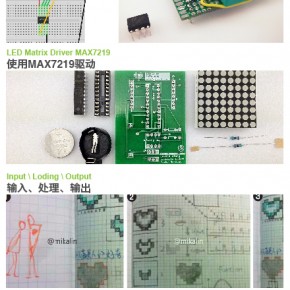 LED Matrix Driver MAX7219
使用MAX7219驱动
Input \ Loding \ Output
输入、处理、输出
@mikalin
2
@mikalin
3